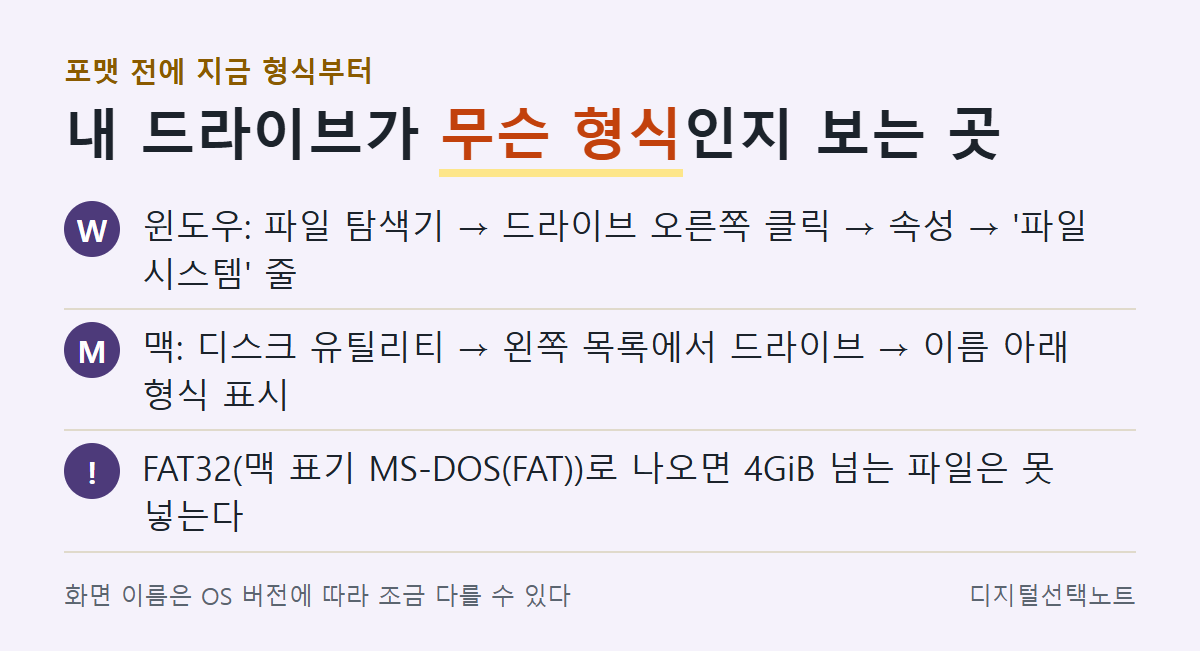 포맷 전에 지금 형식부터
내 드라이브가 무슨 형식인지 보는 곳
W 윈도우: 파일 탐색기 → 드라이브 오른쪽 클릭 → 속성 → '파일
시스템' 줄
M 맥: 디스크 유틸리티 → 왼쪽 목록에서 드라이브 → 이름 아래
형식 표시
! FAT32(맥 표기 MS-DOS(FAT))로 나오면 4GiB 넘는 파일은 못
넣는다
화면 이름은 OS 버전에 따라 조금 다를 수 있다
디지털선택노트